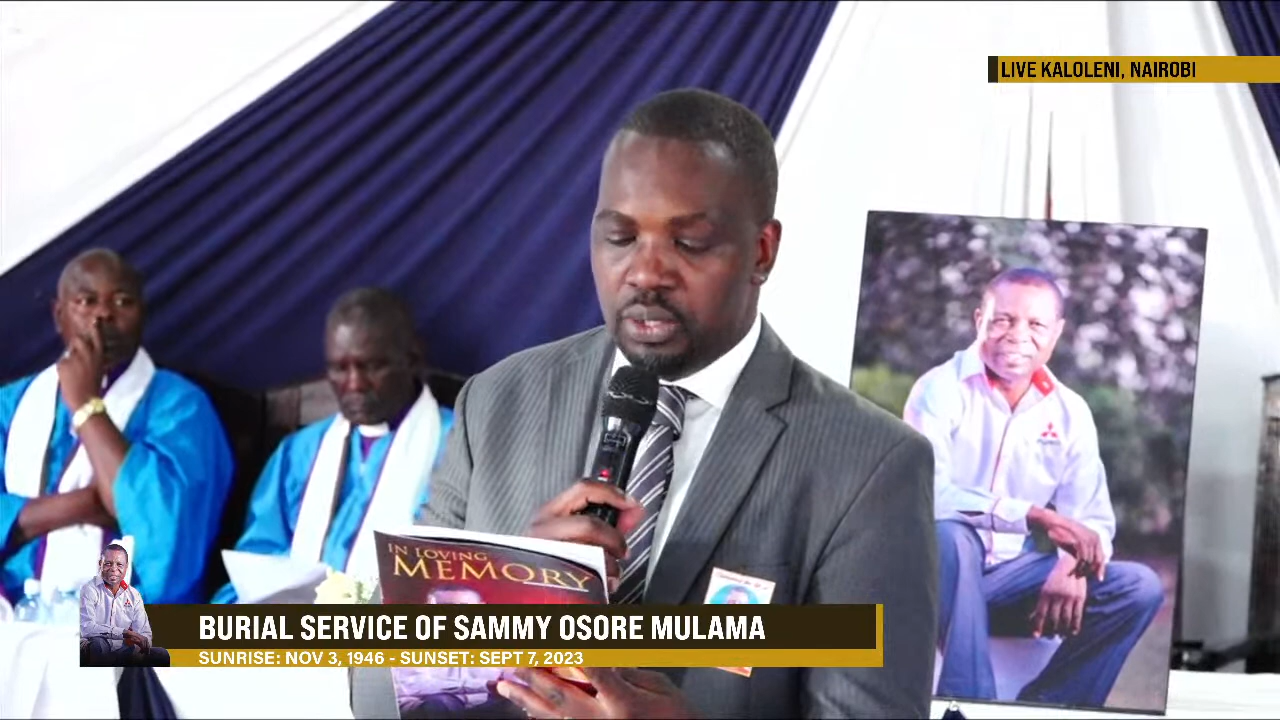 LIVE KALOLENI, NAIROBI
IN LOVING
MEMORY
BURIAL SERVICE OF SAMMY OSORE MULAMA
SUNRISE: NOV 3, 1946 - SUNSET: SEPT 7, 2023